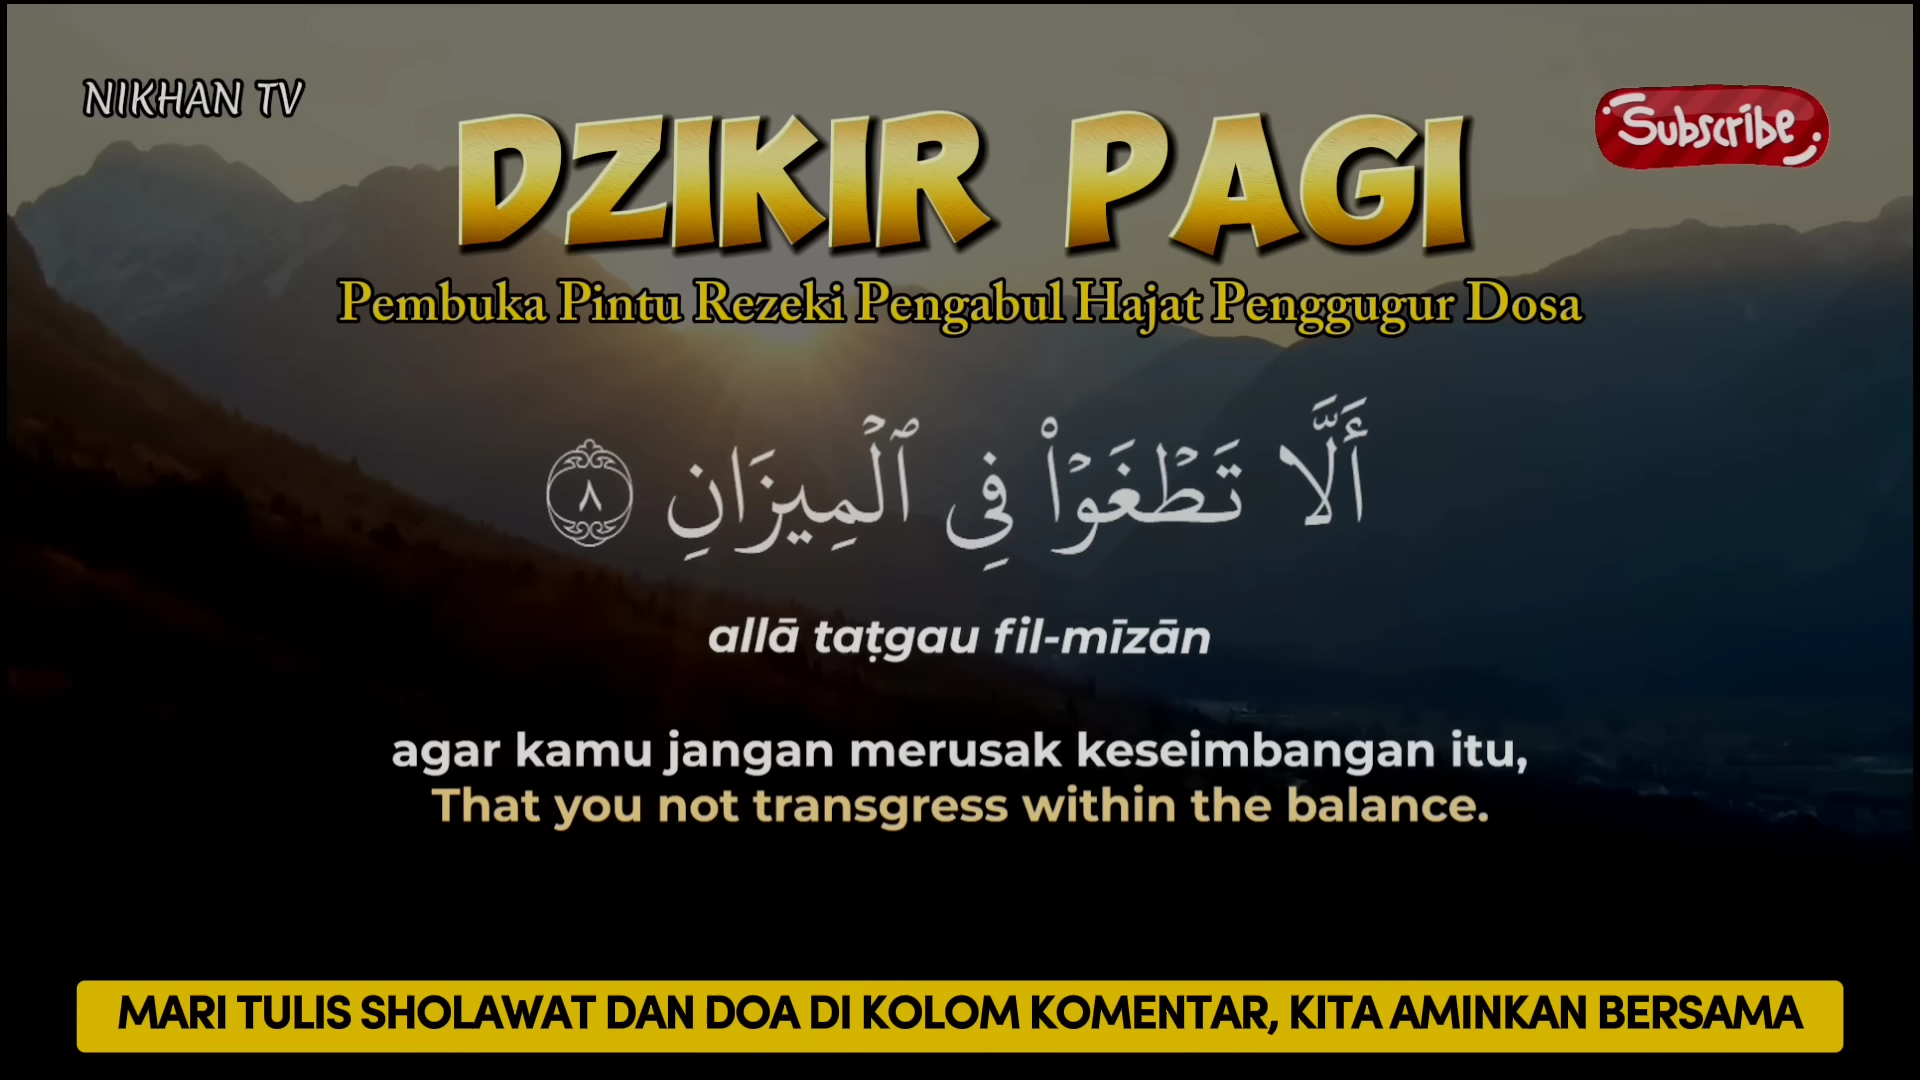 NIKHAN TV
Subscribe
DZIKIR PAGI
Pembuka Pintu Rezeki Pengabul Hajat Penggugur Dosa
أَلَّا تَطۡغَوۡاْ فِي ٱلۡمِيزَانِ ٨
allā taṭgau fil-mīzān
agar kamu jangan merusak keseimbangan itu,
That you not transgress within the balance.
MARI TULIS SHOLAWAT DAN DOA DI KOLOM KOMENTAR, KITA AMINKAN BERSAMA